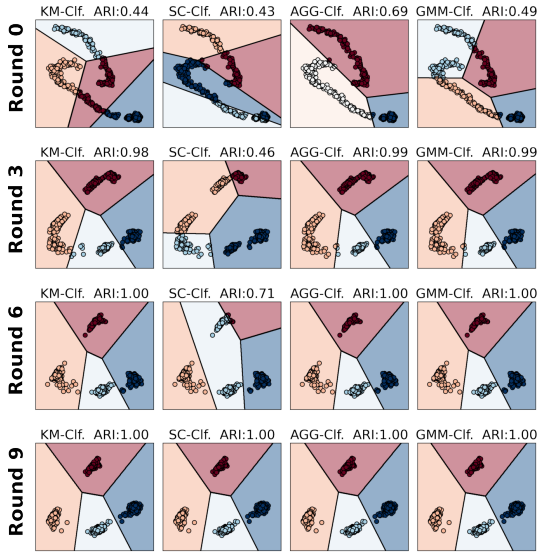 KM-Clf. ARI:0.44 SC-Clf. ARI:0.43 AGG-Clf. ARI:0.69 GMM-Clf. ARI:0.49
Round 0
KM-Clf. ARI:0.98 SC-Clf. ARI:0.46 AGG-Clf. ARI:0.99 GMM-Clf. ARI:0.99
Round 3
KM-Clf. ARI:1.00 SC-Clf. ARI:0.71 AGG-Clf. ARI:1.00 GMM-Clf. ARI:1.00
Round 6
KM-Clf. ARI:1.00 SC-Clf. ARI:1.00 AGG-Clf. ARI:1.00 GMM-Clf. ARI:1.00
Round 9